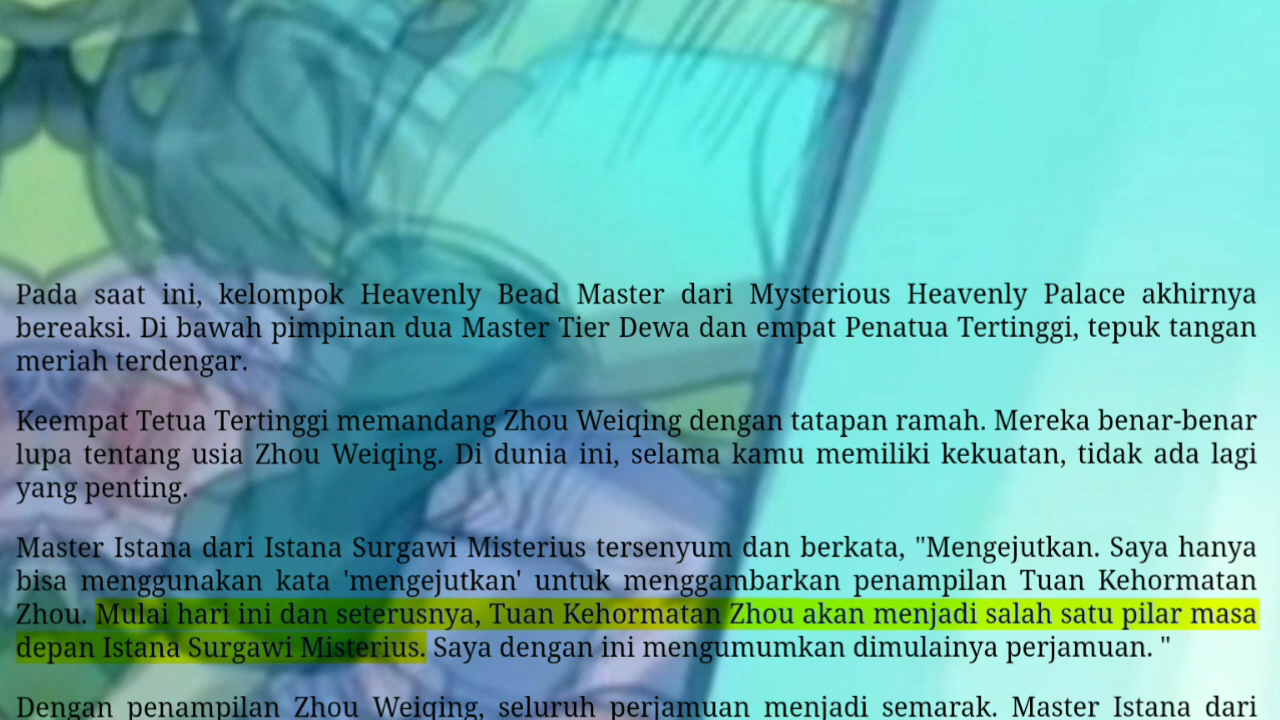 Pada saat ini, kelompok Heavenly Bead Master dari Mysterious Heavenly Palace akhirnya
bereaksi. Di bawah pimpinan dua Master Tier Dewa dan empat Penatua Tertinggi, tepuk tangan
meriah terdengar.
Keempat Tetua Tertinggi memandang Zhou Weiqing dengan tatapan ramah. Mereka benar-benar
lupa tentang usia Zhou Weiqing. Di dunia ini, selama kamu memiliki kekuatan, tidak ada lagi
yang penting.
Master Istana dari Istana Surgawi Misterius tersenyum dan berkata, "Mengejutkan. Saya hanya
bisa menggunakan kata 'mengejutkan' untuk menggambarkan penampilan Tuan Kehormatan
Zhou. Mulai hari ini dan seterusnya, Tuan Kehormatan Zhou akan menjadi salah satu pilar masa
depan Istana Surgawi Misterius. Saya dengan ini mengumumkan dimulainya perjamuan. "
Dengan penampilan Zhou Weiqing, seluruh perjamuan menjadi semarak. Master Istana dari